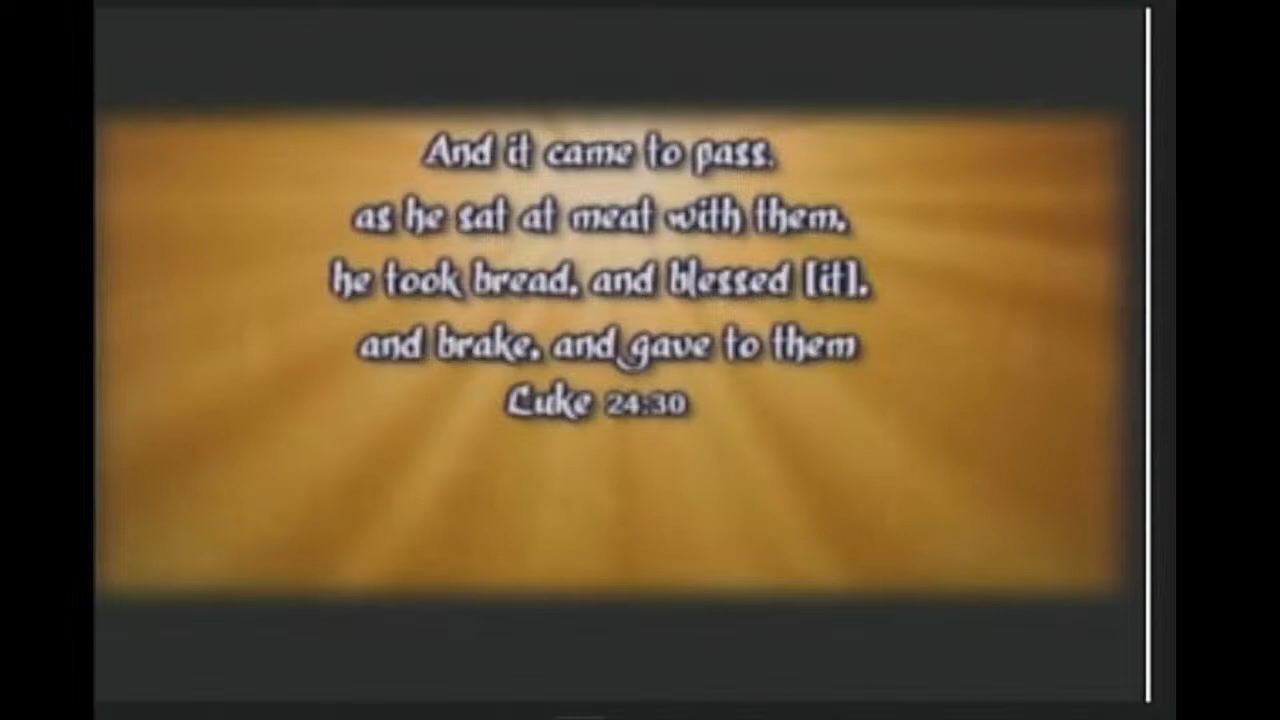 And it came to pass,
as he sat at meat with them,
he took bread, and blessed [it],
and brake, and gave to them
Luke 24:30